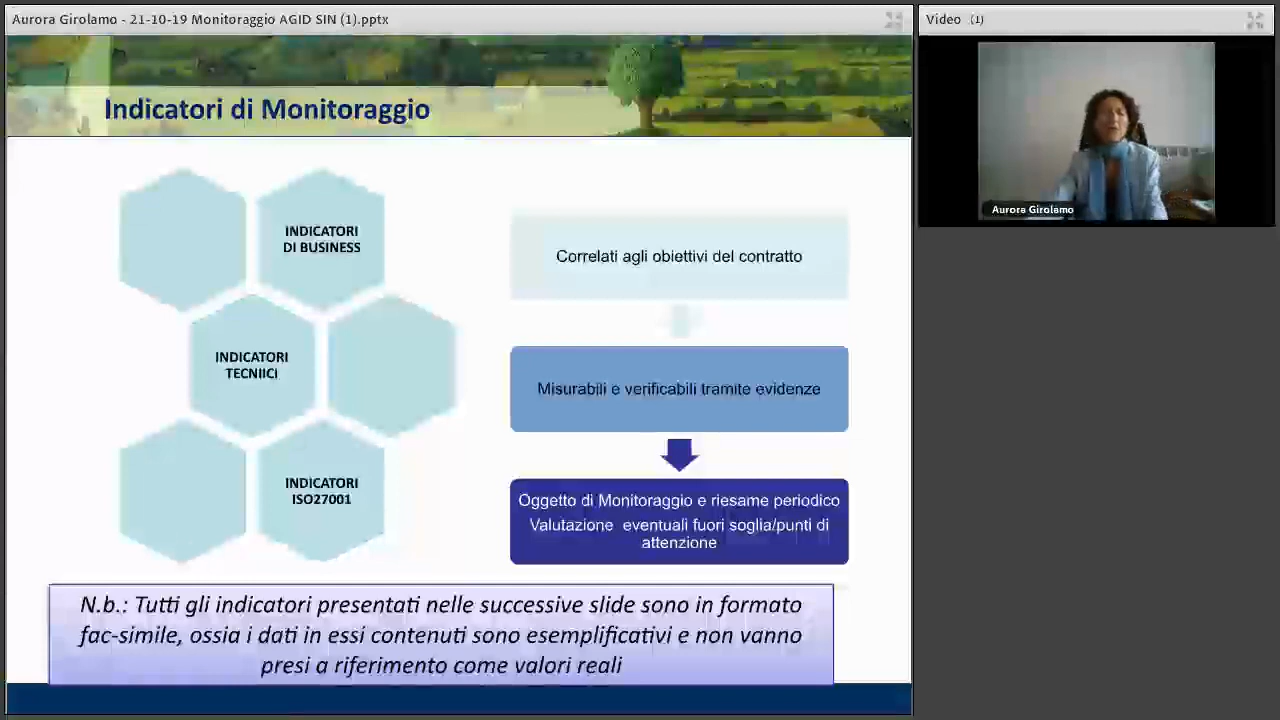 Aurora Girolamo - 21-10-19 Monitoraggio AGID SIN (1).pptx
Video (1)
Indicatori di Monitoraggio
INDICATORI
DI BUSINESS
INDICATORI
TECNIICI
INDICATORI
ISO27001
Correlati agli obiettivi del contratto
Misurabili e verificabili tramite evidenze
Oggetto di Monitoraggio e riesame periodico
Valutazione eventuali fuori soglia/punti di
attenzione
N.b.: Tutti gli indicatori presentati nelle successive slide sono in formato
fac-simile, ossia i dati in essi contenuti sono esemplificativi e non vanno
presi a riferimento come valori reali
Aurora Girolamo